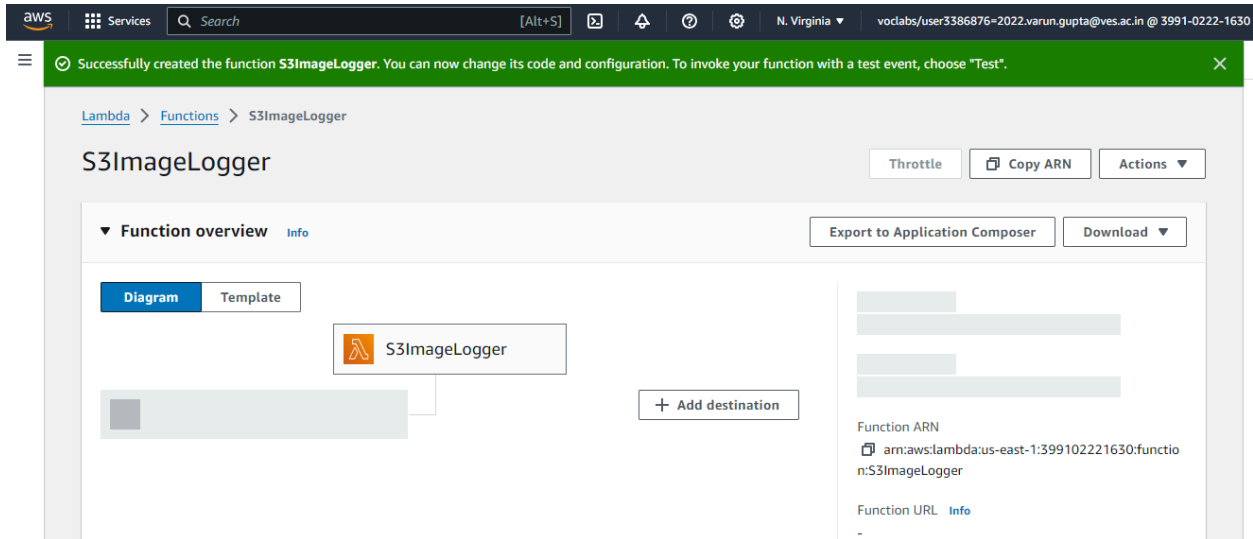 aws Services Search [Alt+S] N. Virginia voclabs/user3386876=2022.varun.gupta@ves.ac.in @ 3991-0222-1630
Successfully created the function S3ImageLogger. You can now change its code and configuration. To invoke your function with a test event, choose "Test".
Lambda > Functions > S3ImageLogger
S3ImageLogger
Throttle Copy ARN Actions
Function overview Info
Export to Application Composer Download
Diagram Template
S3ImageLogger
+ Add destination
Function ARN
arn:aws:lambda:us-east-1:399102221630:functio
n:S3ImageLogger
Function URL Info
-